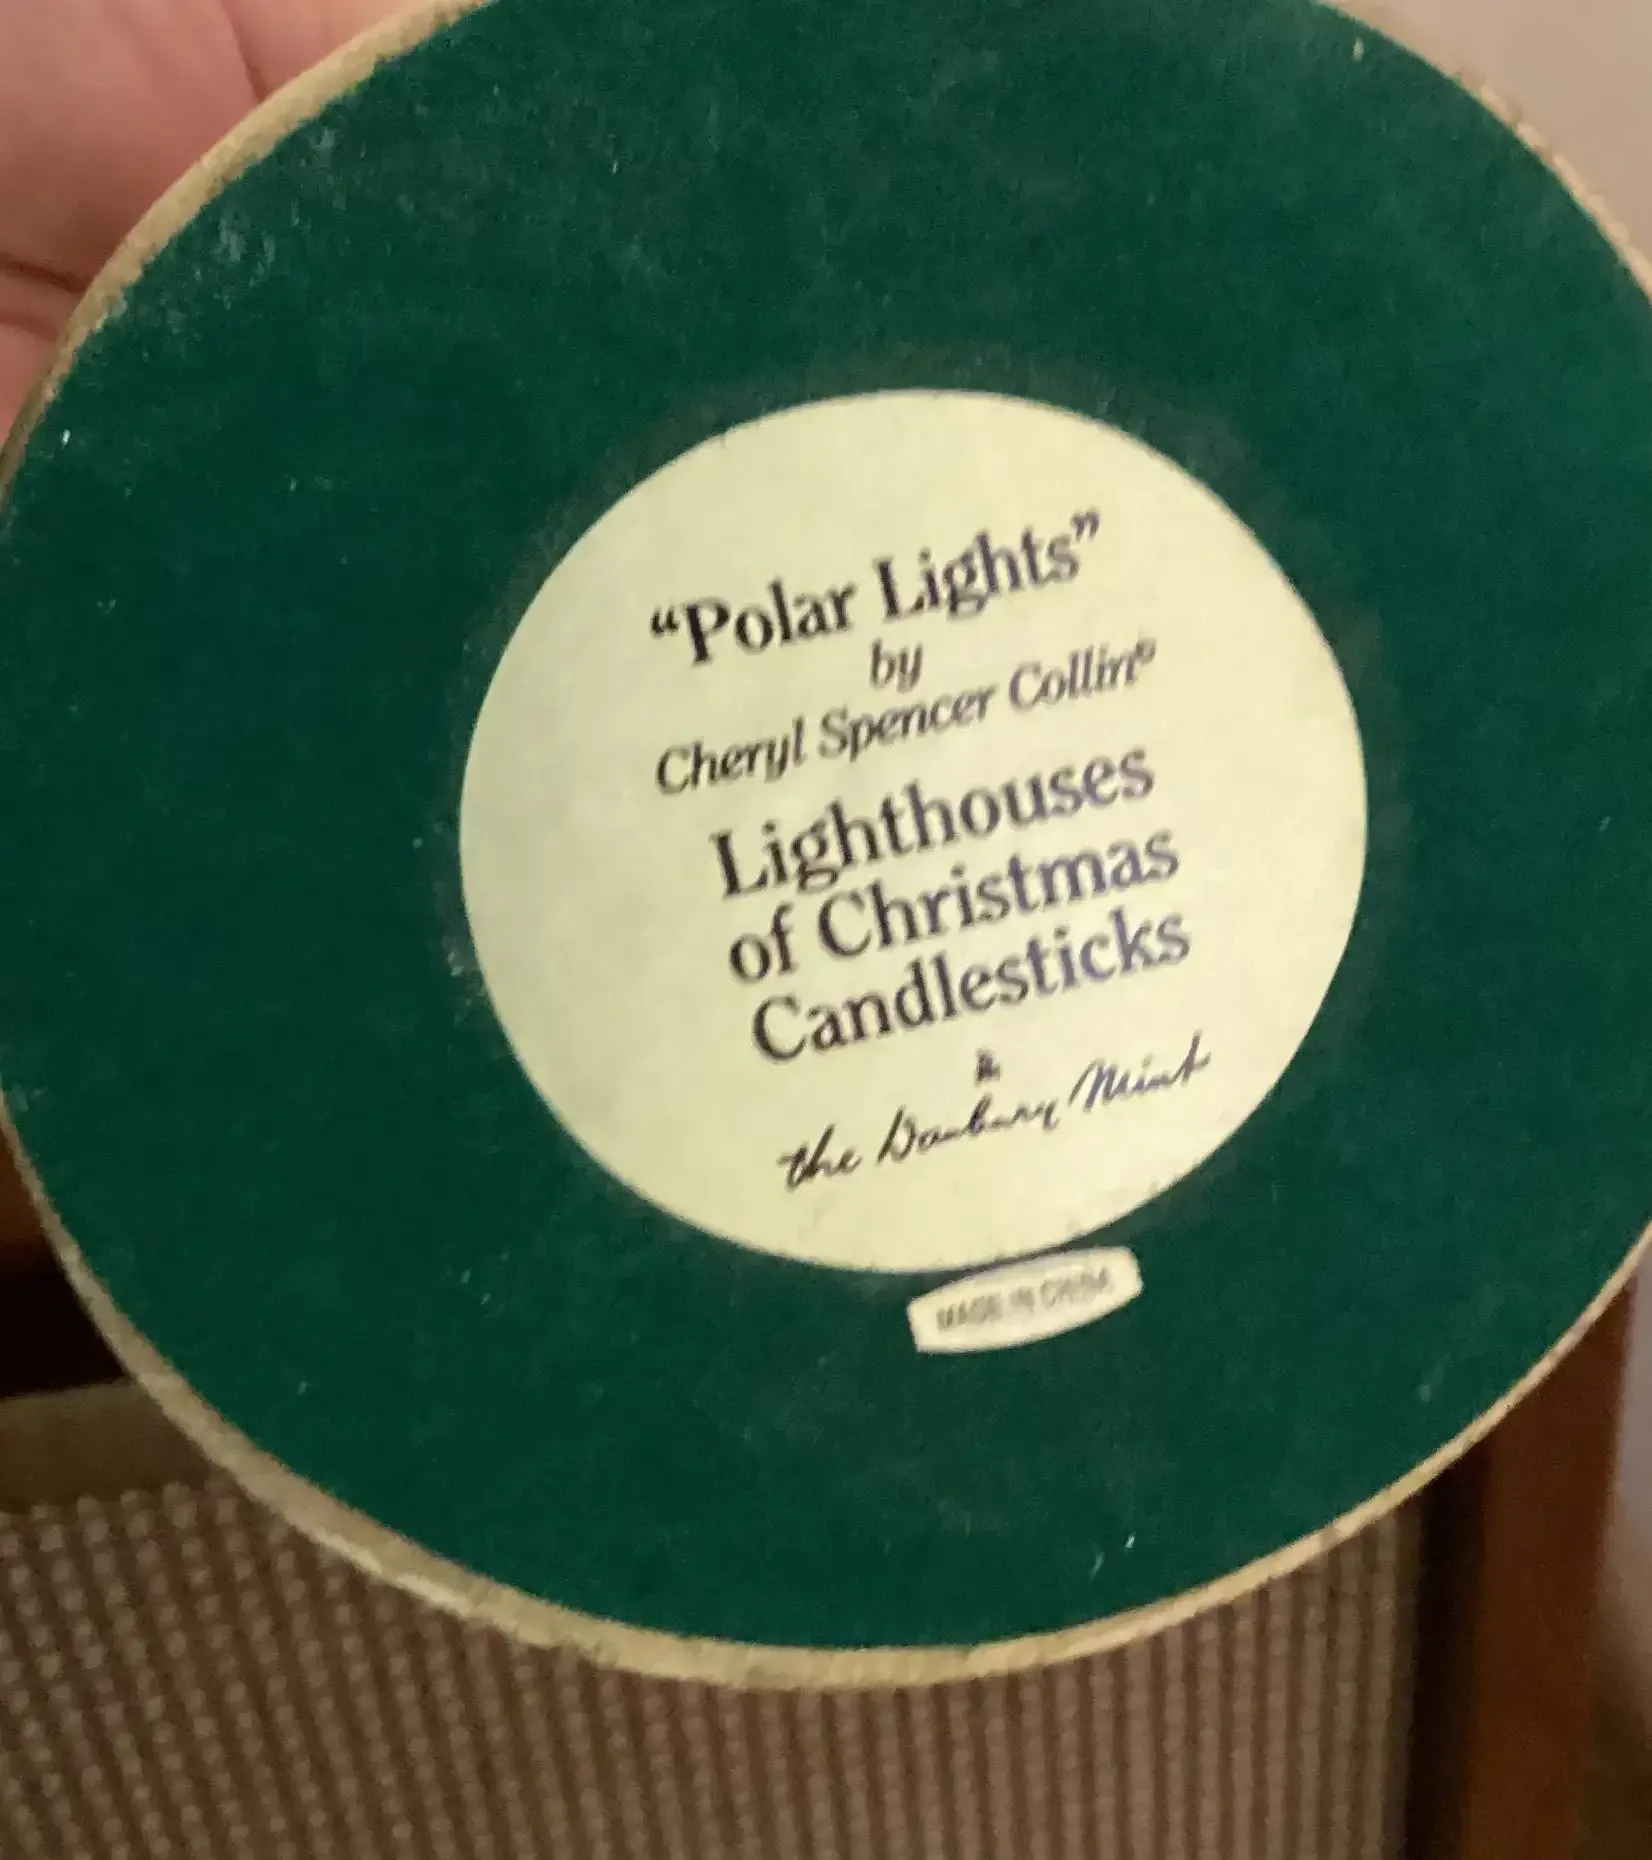 “Polar Lights”
by
Cheryl Spencer Collin®
Lighthouses
of Christmas
Candlesticks
the Danbury Mint
MADE IN CHINA